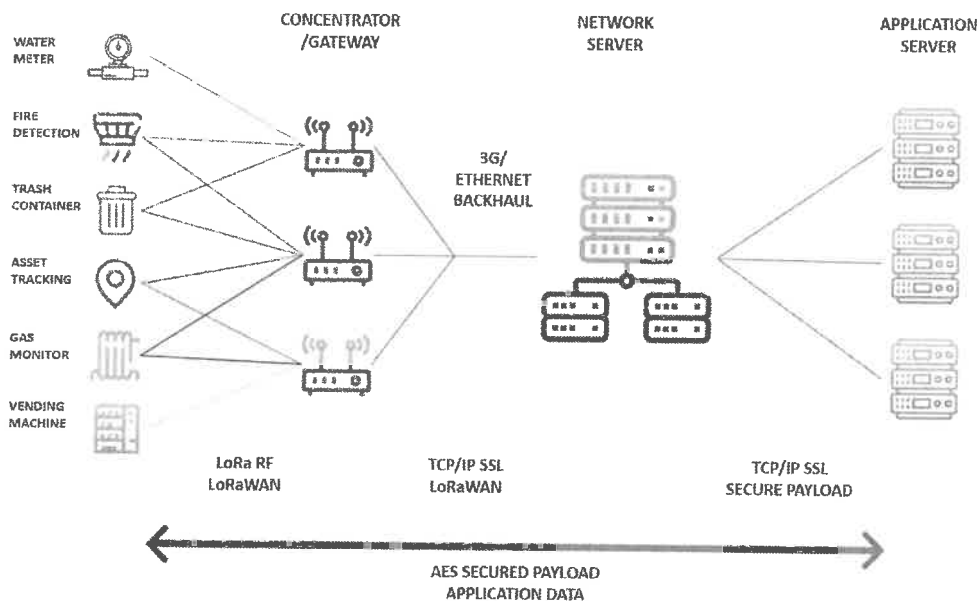 CONCENTRATOR
/GATEWAY
NETWORK
SERVER
APPLICATION
SERVER
WATER
METER
FIRE
DETECTION
TRASH
CONTAINER
ASSET
TRACKING
GAS
MONITOR
VENDING
MACHINE
3G/
ETHERNET
BACKHAUL
LoRa RF
LoRaWAN
TCP/IP SSL
LoRaWAN
TCP/IP SSL
SECURE PAYLOAD
AES SECURED PAYLOAD
APPLICATION DATA